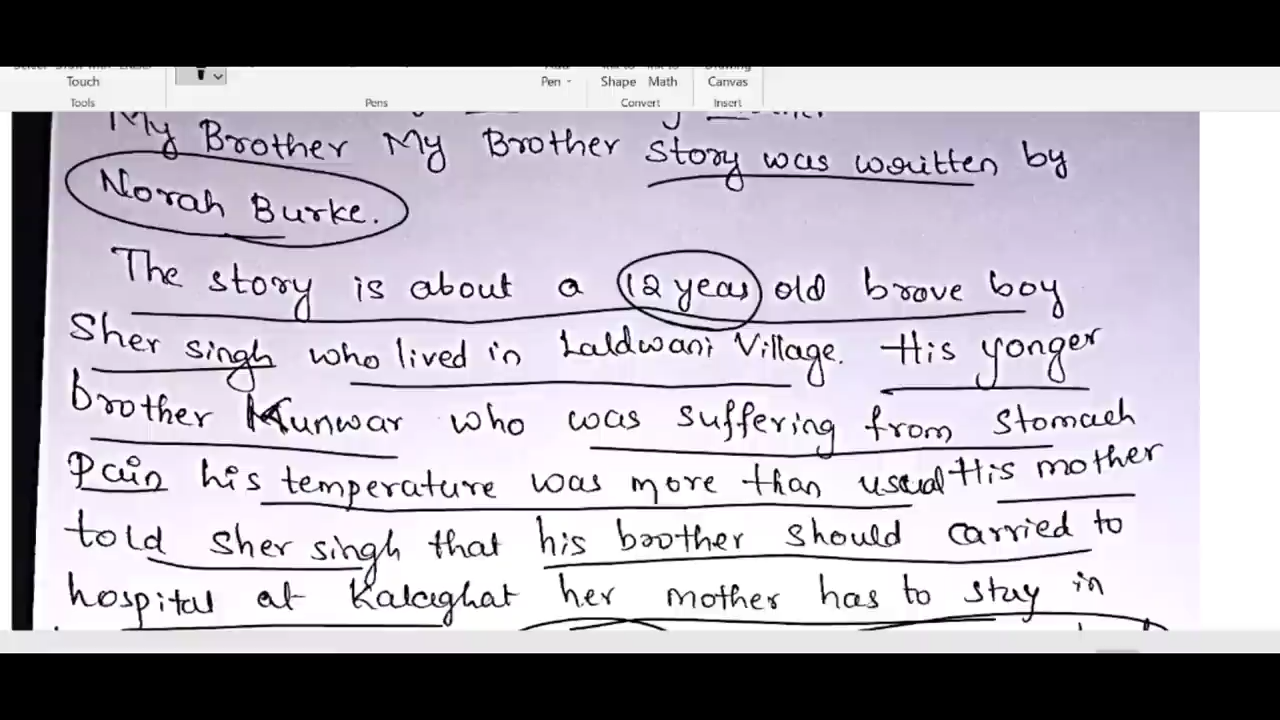 Touch
Tools
Pens
Pen
Shape
Math
Convert
Canvas
Insert
My Brother My Brother story was written by
Norah Burke.
The story is about a 12 year old brave boy
Sher singh who lived in Laldwani Village. His yonger
brother Kunwar who was suffering from stomach
Pain his temperature was more than usual His mother
told sher singh that his brother should carried to
hospital at Kalaghat her mother has to stay in